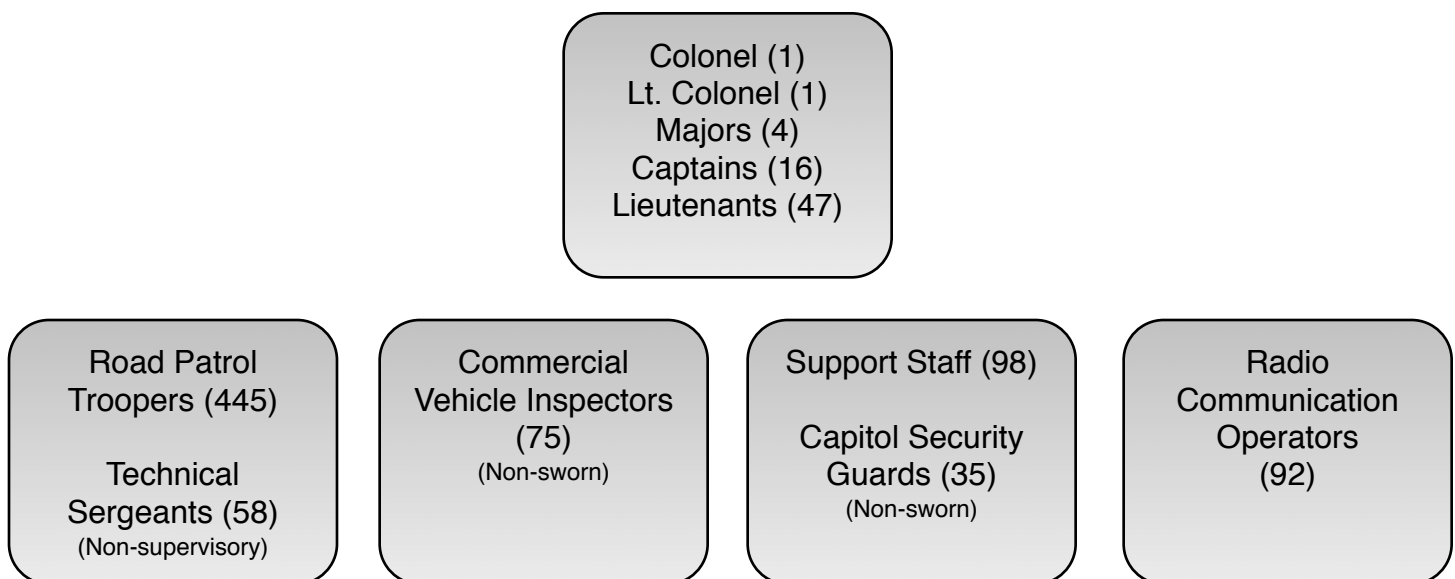 Colonel (1)
Lt. Colonel (1)
Majors (4)
Captains (16)
Lieutenants (47)
Road Patrol
Troopers (445)
Technical
Sergeants (58)
(Non-supervisory)
Commercial
Vehicle Inspectors
(75)
(Non-sworn)
Support Staff (98)
Capitol Security
Guards (35)
(Non-sworn)
Radio
Communication
Operators
(92)